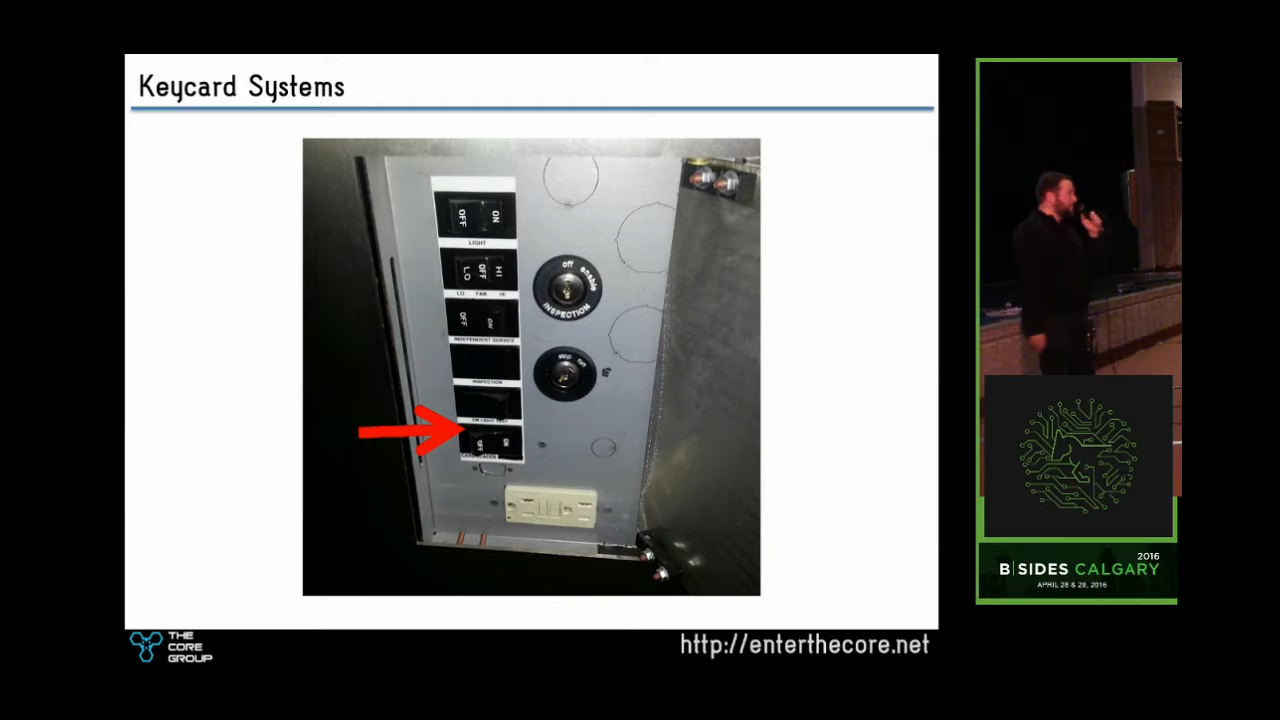 Keycard Systems
OFF ON
LIGHT
LO OFF HI
LO FAN HI
OFF ON
INDEPENDENT SERVICE
INSPECTION
OFF ON
off enable
INSPECTION
stop run
THE
CORE
GROUP
http://enterthecore.net
2016
B|SIDES CALGARY
APRIL 28 & 29, 2016